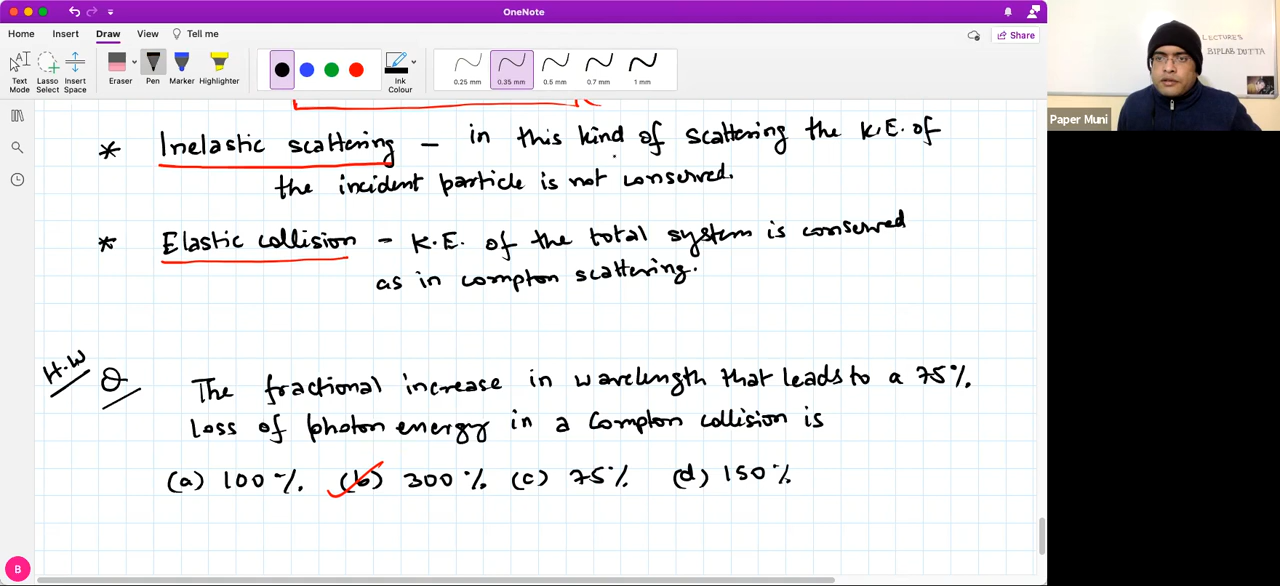 OneNote
Home Insert Draw View Tell me
Share
Text Mode
Lasso Select
Insert Space
Eraser
Pen
Marker
Highlighter
Ink Colour
0.25 mm
0.35 mm
0.5 mm
0.7 mm
1 mm
LECTURES
BIPLAB DUTTA
Paper Muni
* Inelastic scattering - in this kind of scattering the K.E. of
the incident particle is not conserved.
* Elastic collision - K.E. of the total system is conserved
as in compton scattering.
H.W Q The fractional increase in wavelength that leads to a 75%.
Loss of photon energy in a Compton collision is
(a) 100%. (b) 300%. (c) 75% (d) 150%
B